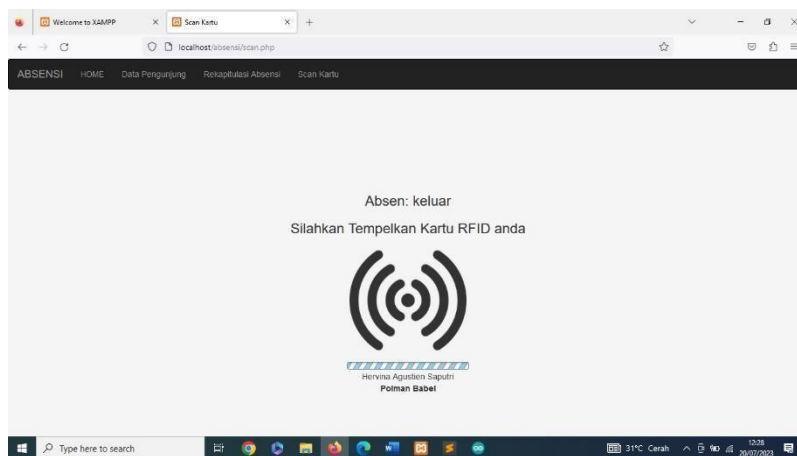 Welcome to XAMPP
Scan Kartu
localhost/absensi/scan.php
ABSENSI HOME Data Pengunjung Rekapitulasi Absensi Scan Kartu
Absen: keluar
Silahkan Tempelkan Kartu RFID anda
Hervina Agustien Saputri
Polman Babel
Type here to search
31°C Cerah
12:28
20/07/2023